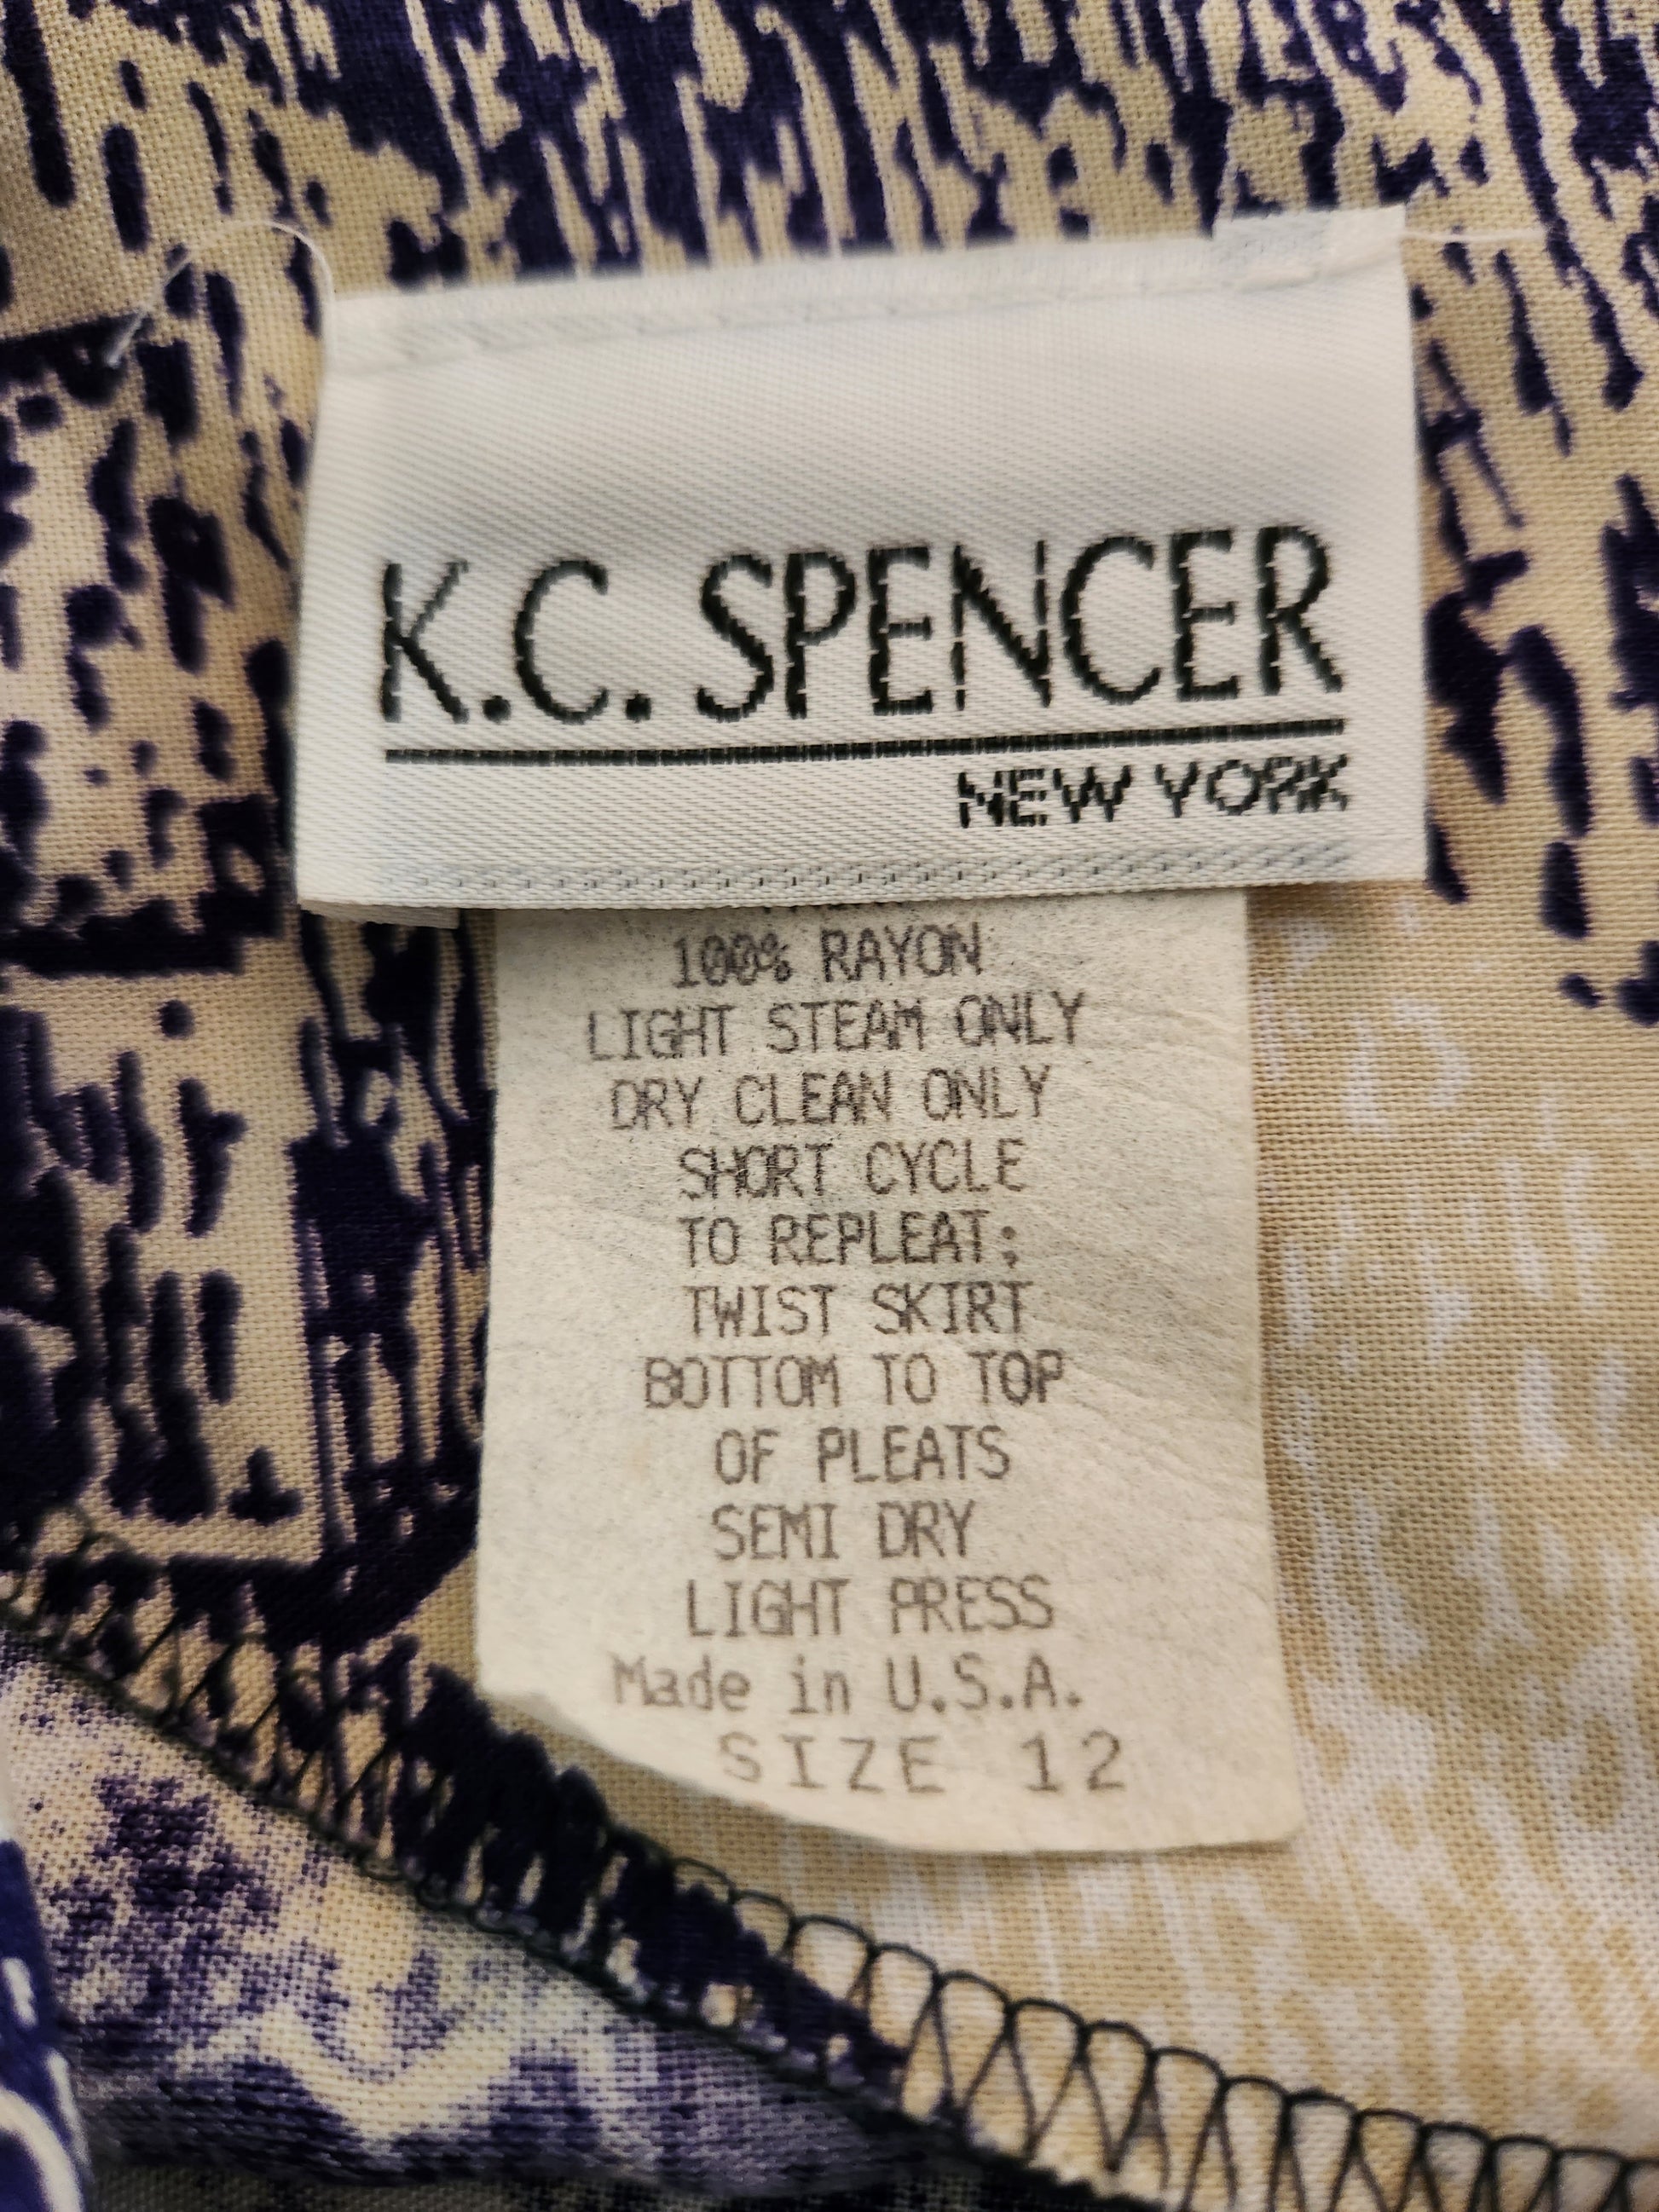 K.C. SPENCER
NEW YORK
100% RAYON
LIGHT STEAM ONLY
DRY CLEAN ONLY
SHORT CYCLE
TO REPLEAT;
TWIST SKIRT
BOTTOM TO TOP
OF PLEATS
SEMI DRY
LIGHT PRESS
Made in U.S.A.
SIZE 12